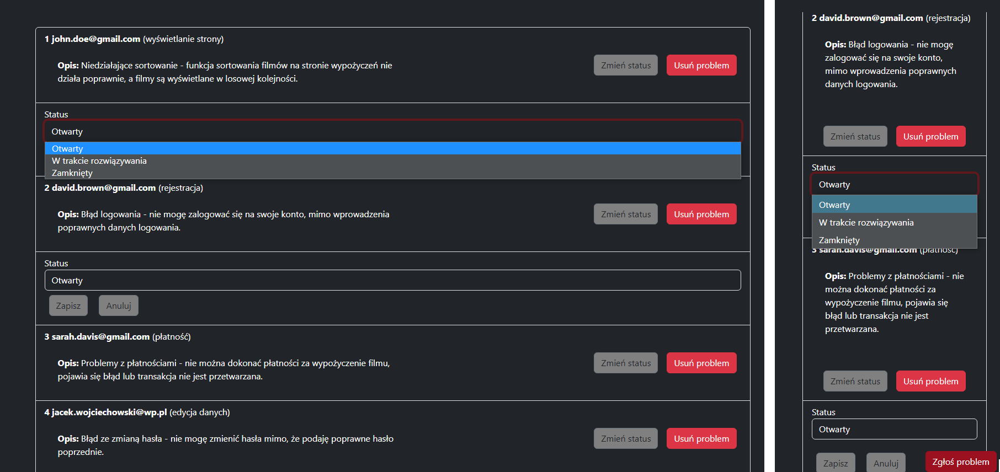 1 john.doe@gmail.com (wyświetlanie strony)
Opis: Niedziałające sortowanie - funkcja sortowania filmów na stronie wypożyczeń nie
działa poprawnie, a filmy są wyświetlane w losowej kolejności.
Zmień status
Usuń problem
Status
Otwarty
Otwarty
W trakcie rozwiązywania
Zamknięty
2 david.brown@gmail.com (rejestracja)
Opis: Błąd logowania - nie mogę zalogować się na swoje konto, mimo wprowadzenia
poprawnych danych logowania.
Zmień status
Usuń problem
Status
Otwarty
Zapisz
Anuluj
3 sarah.davis@gmail.com (płatność)
Opis: Problemy z płatnościami - nie można dokonać płatności za wypożyczenie filmu,
pojawia się błąd lub transakcja nie jest przetwarzana.
Zmień status
Usuń problem
4 jacek.wojciechowski@wp.pl (edycja danych)
Opis: Błąd ze zmianą hasła - nie mogę zmienić hasła mimo, że podaję poprawne hasło
poprzednie.
Zmień status
Usuń problem
2 david.brown@gmail.com (rejestracja)
Opis: Błąd logowania - nie mogę
zalogować się na swoje konto,
mimo wprowadzenia poprawnych
danych logowania.
Zmień status
Usuń problem
Status
Otwarty
Otwarty
W trakcie rozwiązywania
Zamknięty
3 sarah.davis@gmail.com (płatność)
Opis: Problemy z płatnościami - nie
można dokonać płatności za
wypożyczenie filmu, pojawia się
błąd lub transakcja nie jest
przetwarzana.
Zmień status
Usuń problem
Status
Otwarty
Zapisz
Anuluj
Zgłoś problem